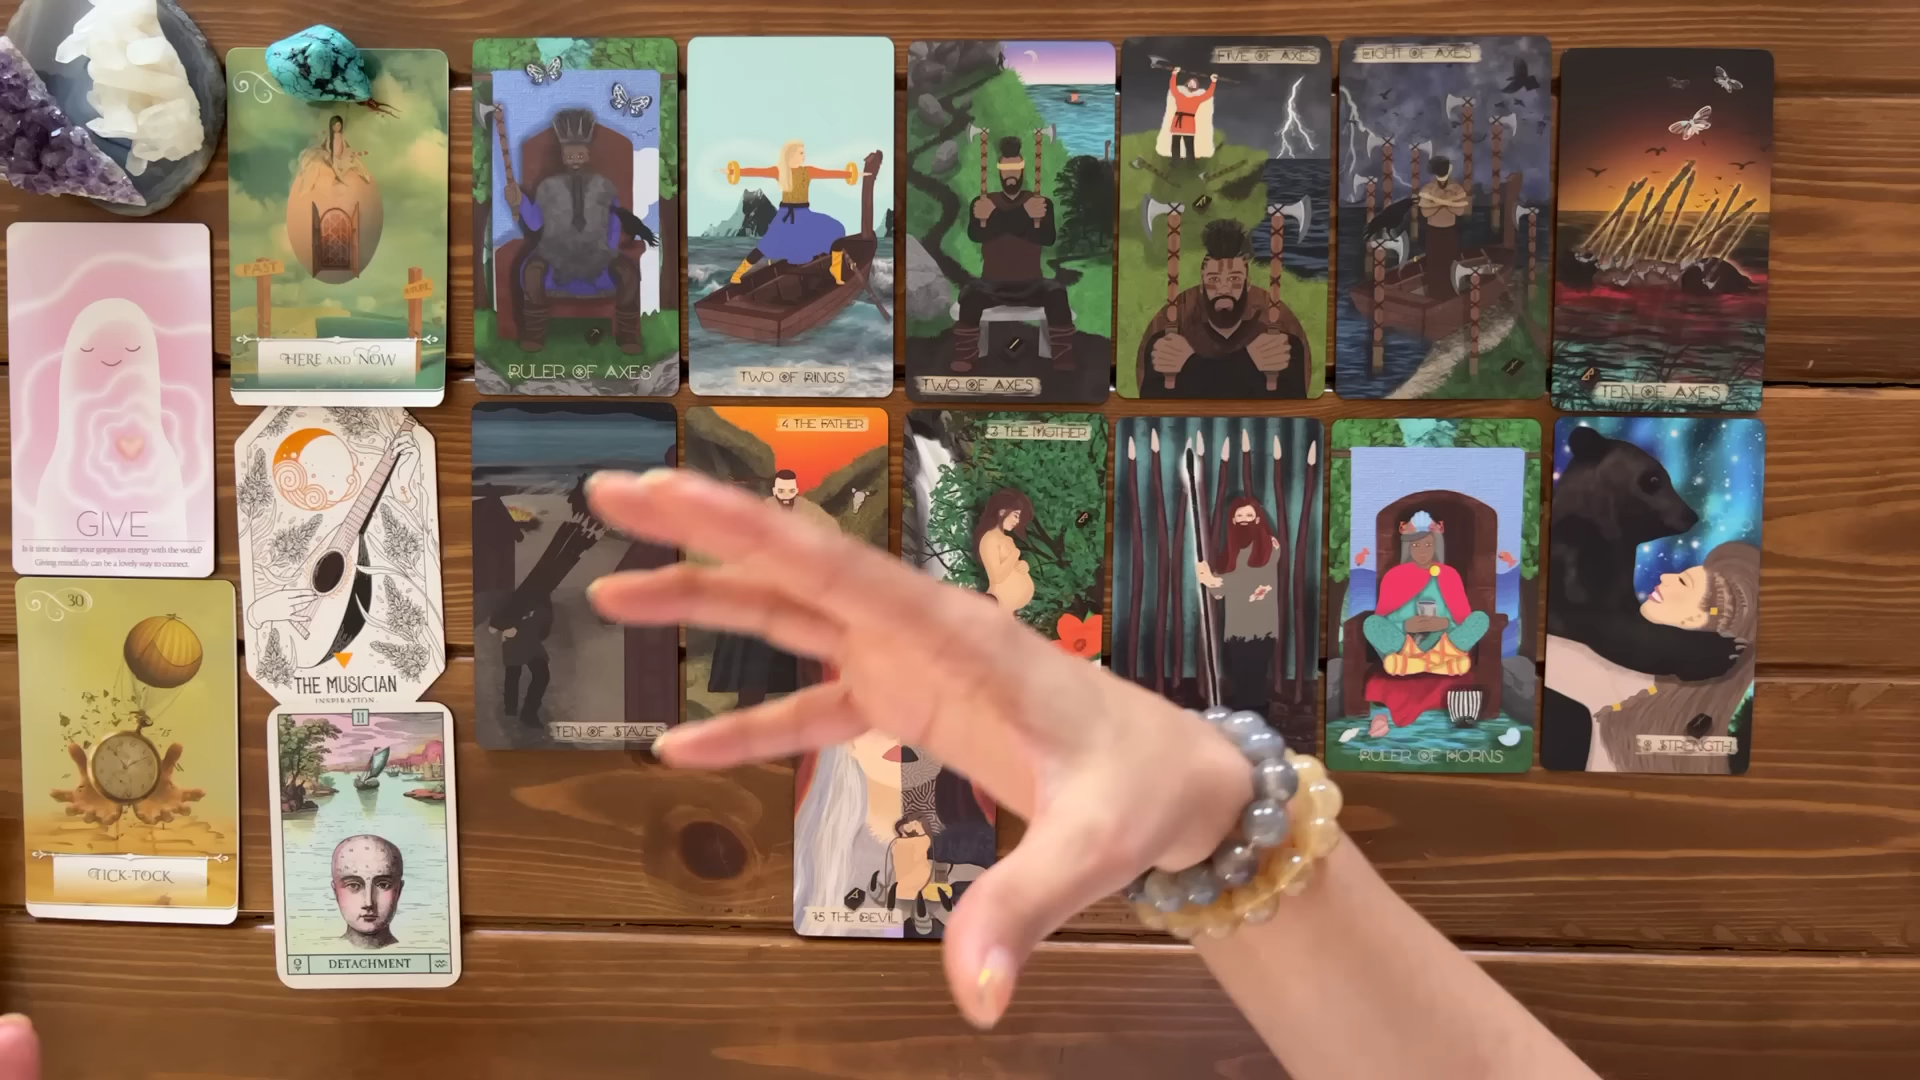 GIVE
Is it time to share your gorgeous energy with the world?
Giving mindfully can be a lovely way to connect.
30
TICK-TOCK
PAST
HERE AND NOW
THE MUSICIAN
INSPIRATION
11
DETACHMENT
RULER OF AXES
TWO OF RINGS
TWO OF AXES
FIVE OF AXES
EIGHT OF AXES
TEN OF AXES
TEN OF STAVES
4 THE FATHER
3 THE MOTHER
RULER OF HORNS
8 STRENGTH
15 THE DEVIL